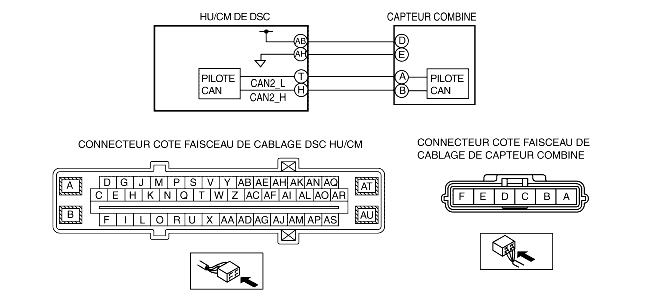 HU/CM DE DSC
CAPTEUR COMBINE
AB
D
AH
E
PILOTE
CAN
CAN2_L
T
A
PILOTE
CAN
CAN2_H
H
B
CONNECTEUR COTE FAISCEAU DE CABLAGE DSC HU/CM
CONNECTEUR COTE FAISCEAU DE
CABLAGE DE CAPTEUR COMBINE
A
D G J M P S V Y AB AE AH AK AN AQ
AT
C E H K N Q T W Z AC AF AI AL AO AR
B
F I L O R U X AA AD AG AJ AM AP AS
AU
F E D C B A